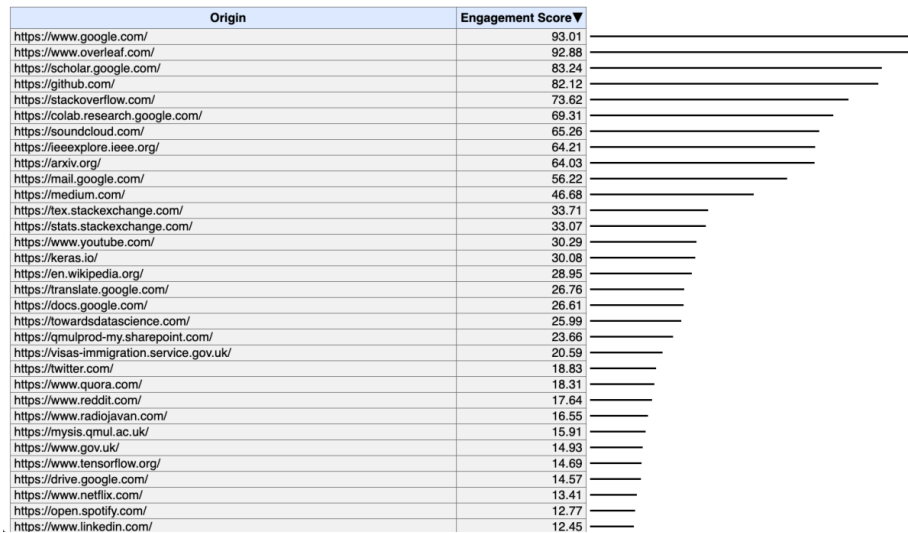 Origin Engagement Score▼
https://www.google.com/ 93.01
https://www.overleaf.com/ 92.88
https://scholar.google.com/ 83.24
https://github.com/ 82.12
https://stackoverflow.com/ 73.62
https://colab.research.google.com/ 69.31
https://soundcloud.com/ 65.26
https://ieeexplore.ieee.org/ 64.21
https://arxiv.org/ 64.03
https://mail.google.com/ 56.22
https://medium.com/ 46.68
https://tex.stackexchange.com/ 33.71
https://stats.stackexchange.com/ 33.07
https://www.youtube.com/ 30.29
https://keras.io/ 30.08
https://en.wikipedia.org/ 28.95
https://translate.google.com/ 26.76
https://docs.google.com/ 26.61
https://towardsdatascience.com/ 25.99
https://qmulprod-my.sharepoint.com/ 23.66
https://visas-immigration.service.gov.uk/ 20.59
https://twitter.com/ 18.83
https://www.quora.com/ 18.31
https://www.reddit.com/ 17.64
https://www.radiojavan.com/ 16.55
https://mysis.qmul.ac.uk/ 15.91
https://www.gov.uk/ 14.93
https://www.tensorflow.org/ 14.69
https://drive.google.com/ 14.57
https://www.netflix.com/ 13.41
https://open.spotify.com/ 12.77
https://www.linkedin.com/ 12.45